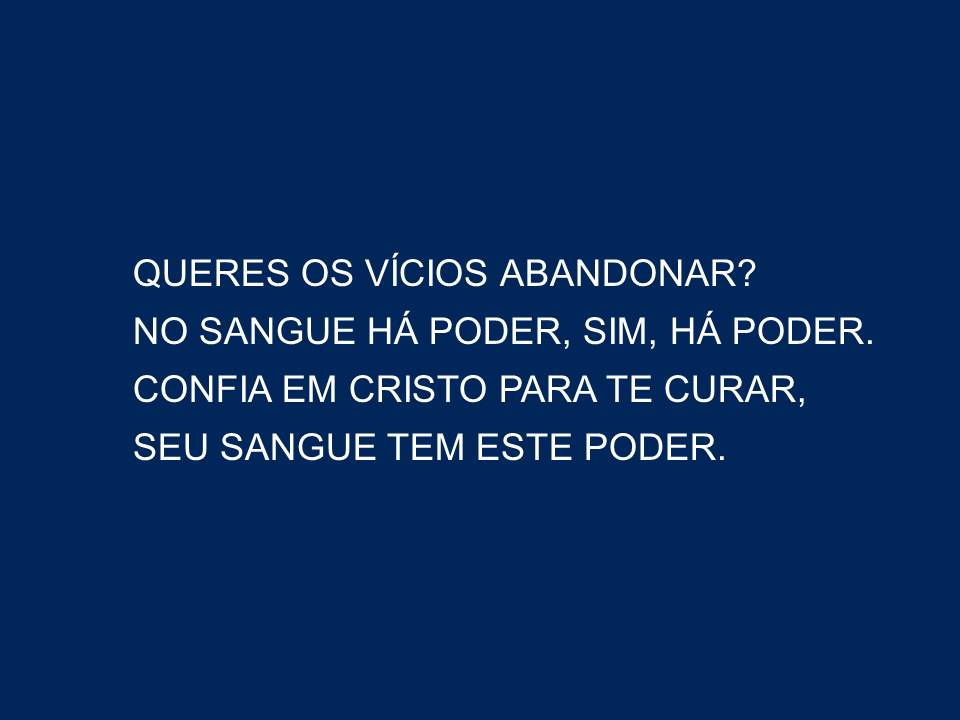 QUERES OS VÍCIOS ABANDONAR?
NO SANGUE HÁ PODER, SIM, HÁ PODER.
CONFIA EM CRISTO PARA TE CURAR,
SEU SANGUE TEM ESTE PODER.